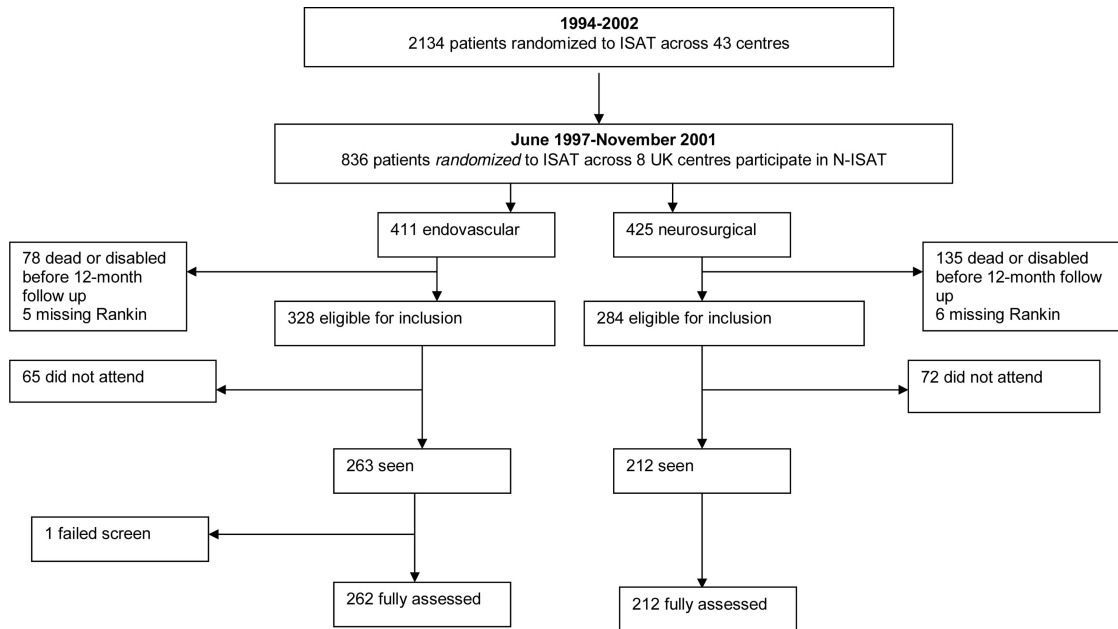 1994-2002
2134 patients randomized to ISAT across 43 centres
June 1997-November 2001
836 patients randomized to ISAT across 8 UK centres participate in N-ISAT
411 endovascular
425 neurosurgical
78 dead or disabled
before 12-month
follow up
5 missing Rankin
135 dead or disabled
before 12-month follow
up
6 missing Rankin
328 eligible for inclusion
284 eligible for inclusion
65 did not attend
72 did not attend
263 seen
212 seen
1 failed screen
262 fully assessed
212 fully assessed